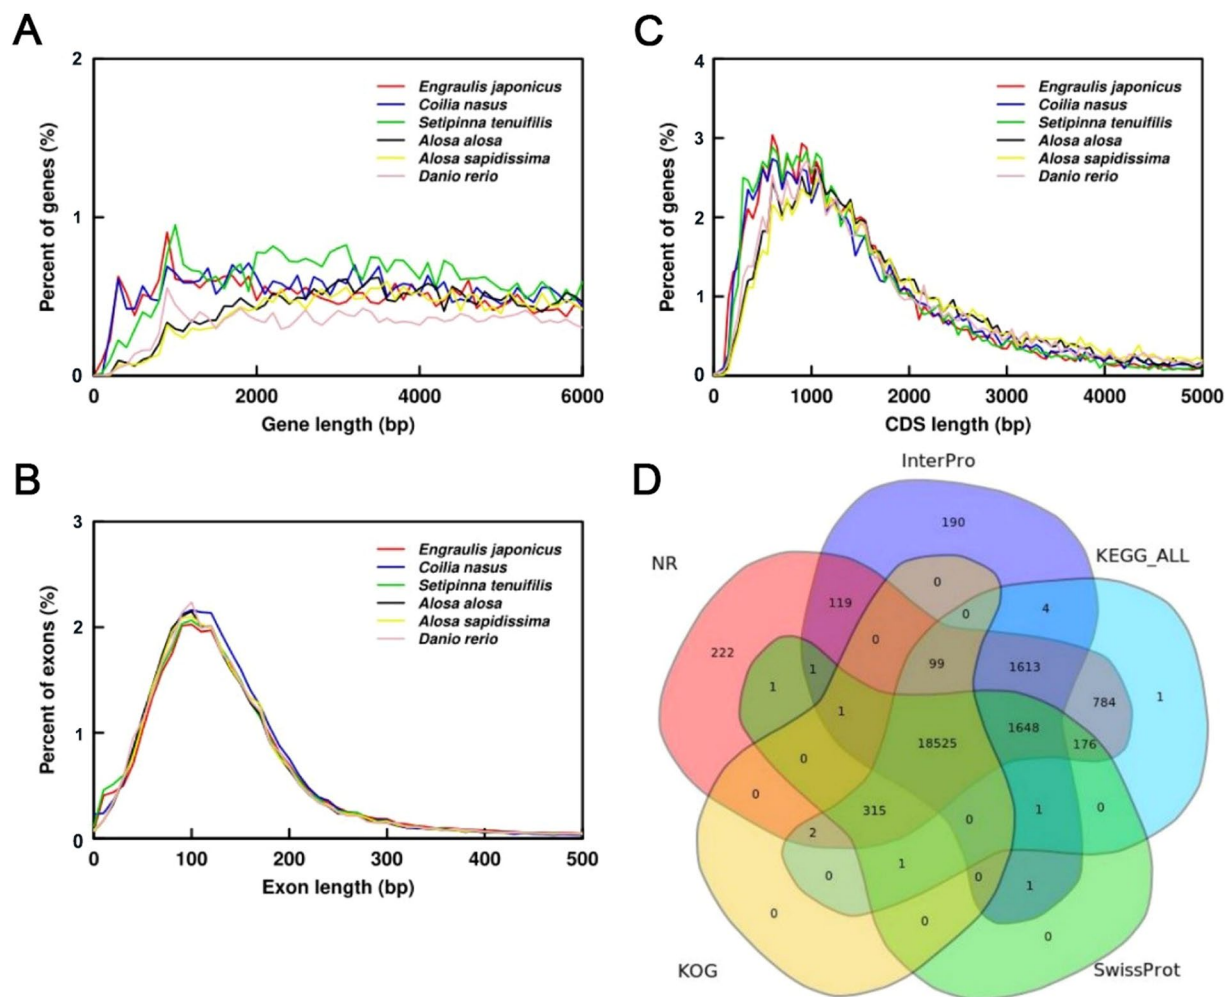 A
2
1
0
Percent of genes (%)
Engraulis japonicus
Coilia nasus
Setipinna tenuifilis
Alosa alosa
Alosa sapidissima
Danio rerio
0 2000 4000 6000
Gene length (bp)
C
4
3
2
1
0
Percent of genes (%)
Engraulis japonicus
Coilia nasus
Setipinna tenuifilis
Alosa alosa
Alosa sapidissima
Danio rerio
0 1000 2000 3000 4000 5000
CDS length (bp)
B
3
2
1
0
Percent of exons (%)
Engraulis japonicus
Coilia nasus
Setipinna tenuifilis
Alosa alosa
Alosa sapidissima
Danio rerio
0 100 200 300 400 500
Exon length (bp)
D
InterPro
190
NR
KEGG_ALL
0
119
0
4
0
222
99
1613
1
1
784
1
1
1648
18525
176
0
0
315
0
1
0
2
1
0
0
1
0
0
0
KOG
SwissProt